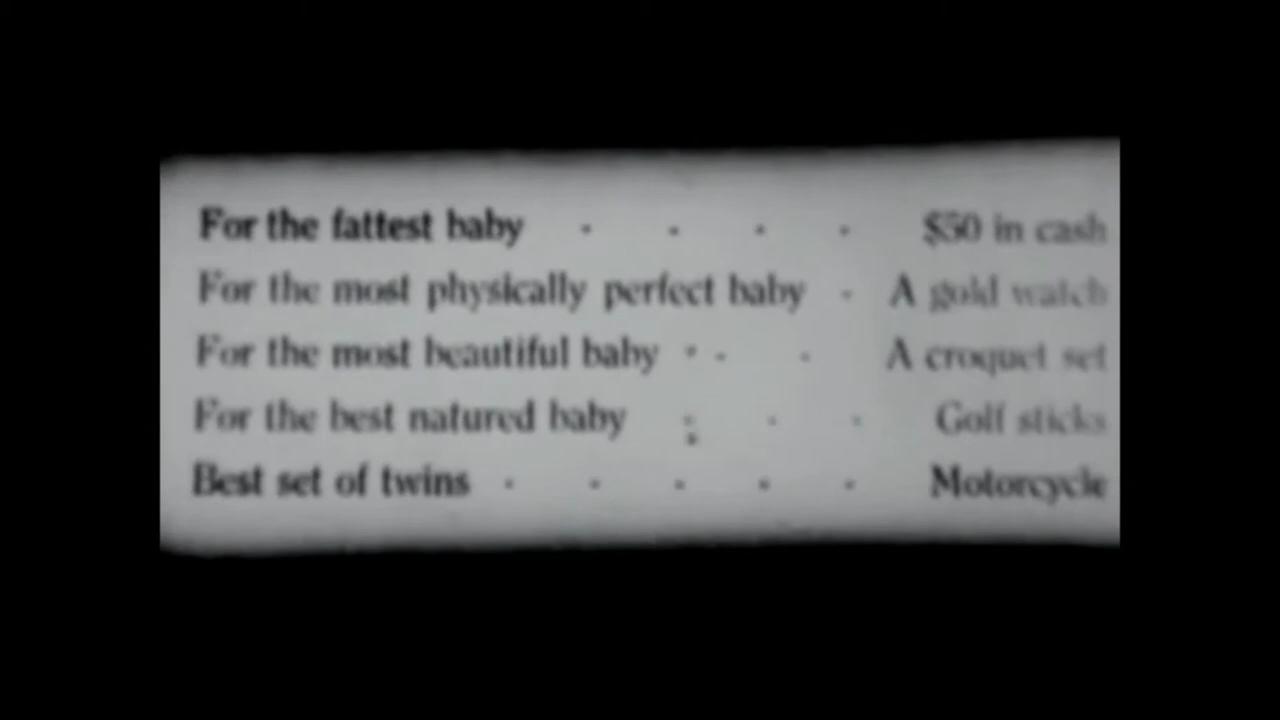 For the fattest baby . . . . $50 in cash
For the most physically perfect baby . A gold watch
For the most beautiful baby . . . A croquet set
For the best natured baby . . . Golf sticks
Best set of twins . . . . . Motorcycle